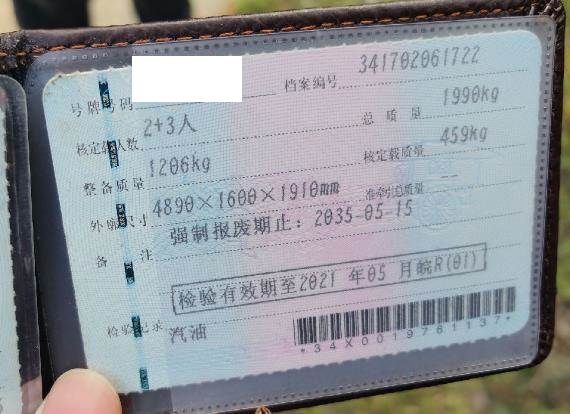 号牌号码 档案编号 341702061722
核定载人数 2+3人 总质量 1990kg
整备质量 1206kg 核定载质量 459kg
外廓尺寸 4890×1600×1910mm 准牵引总质量 --
备注 强制报废期止：2035-05-15
检验有效期至2021年05月皖R(01)
检验记录 汽油
*34X0019761137*